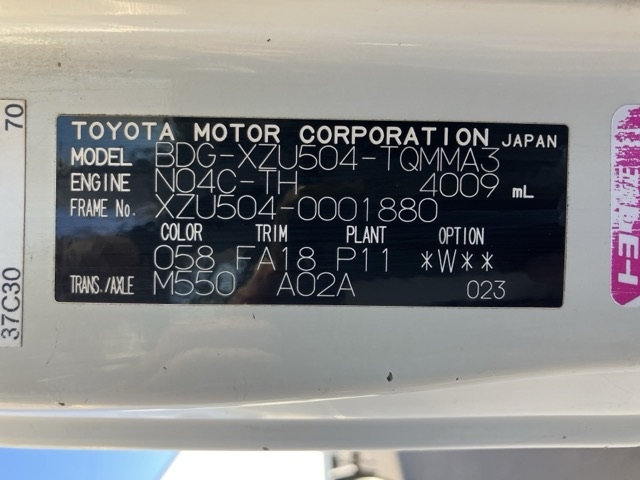 TOYOTA MOTOR CORPORATION JAPAN
MODEL BDG-XZU504-TQMMA3
ENGINE N04C-TH 4009 mL
FRAME No. XZU504-0001880
COLOR TRIM PLANT OPTION
058 FA18 P11 *W**
TRANS./AXLE M550 A02A 023
37C30 70